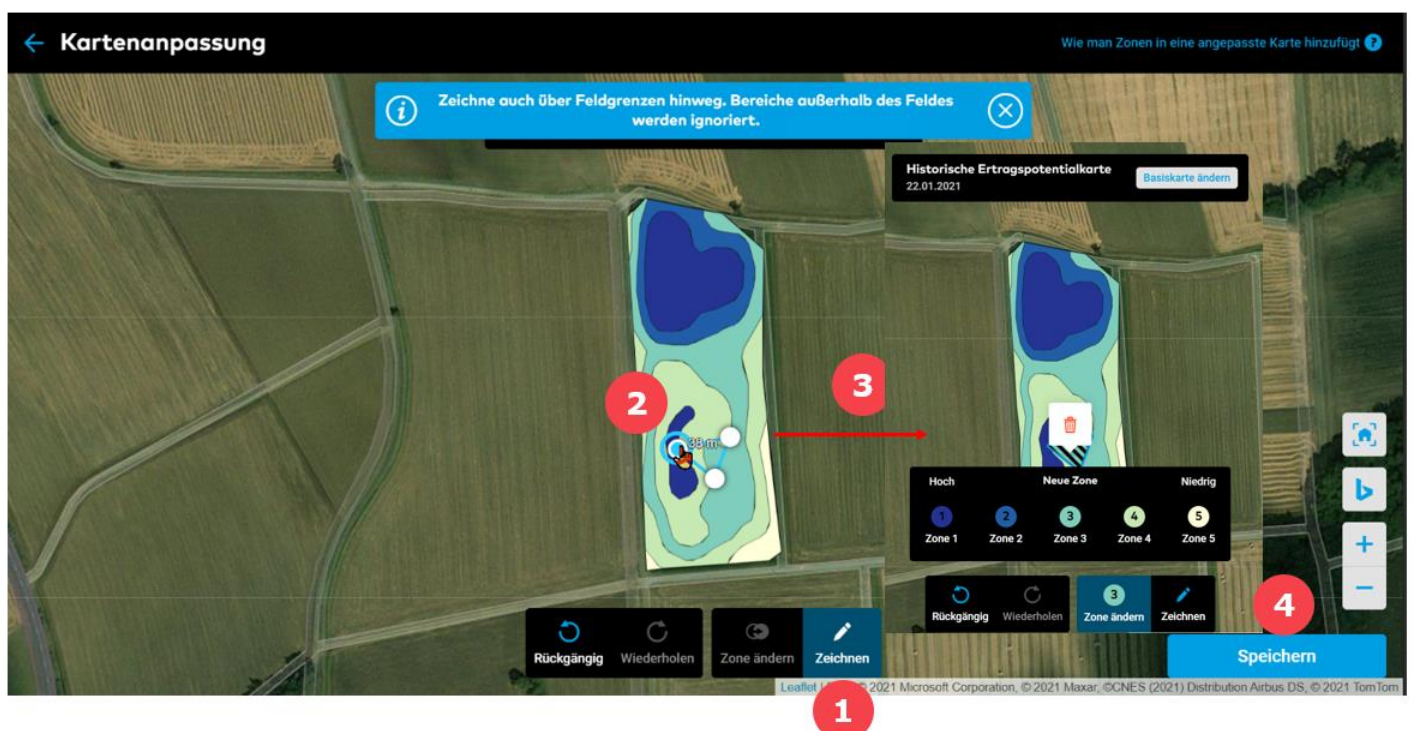 Kartenanpassung
Wie man Zonen in eine angepasste Karte hinzufügt ?
Zeichne auch über Feldgrenzen hinweg. Bereiche außerhalb des Feldes
werden ignoriert.
Historische Ertragspotentialkarte
22.01.2021
Basiskarte ändern
2
3
38 m
Hoch Neue Zone Niedrig
1 2 3 4 5
Zone 1 Zone 2 Zone 3 Zone 4 Zone 5
3
Rückgängig Wiederholen Zone ändern Zeichnen
4
Rückgängig Wiederholen Zone ändern Zeichnen
Speichern
Leaflet © 2021 Microsoft Corporation, © 2021 Maxar, ©CNES (2021) Distribution Airbus DS, © 2021 TomTom
1